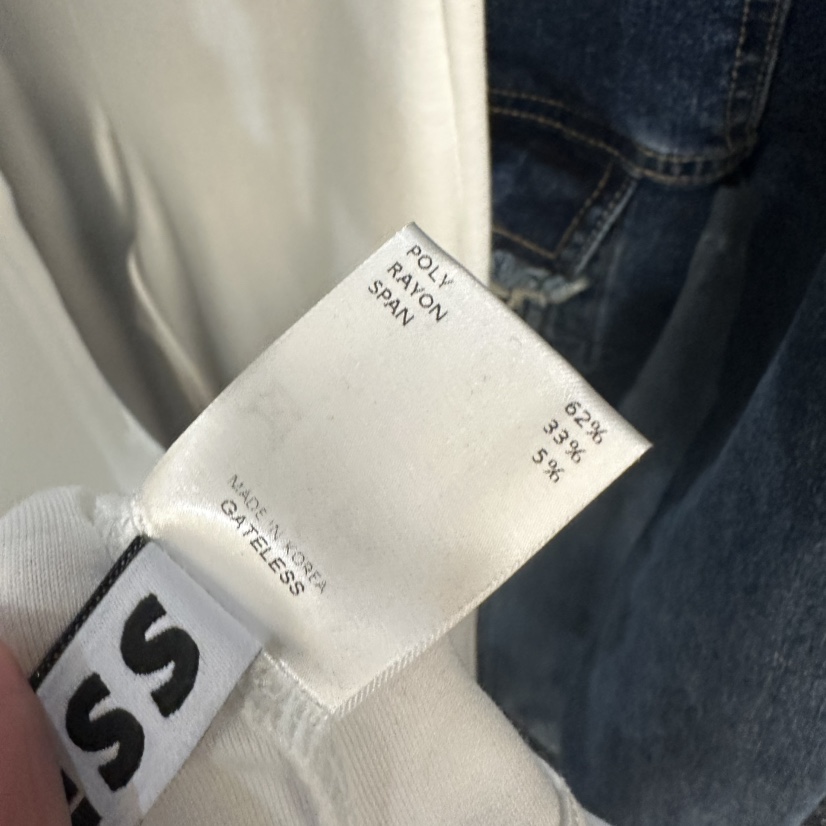 POLY 62%
RAYON 33%
SPAN 5%
MADE IN KOREA
GATELESS
SS